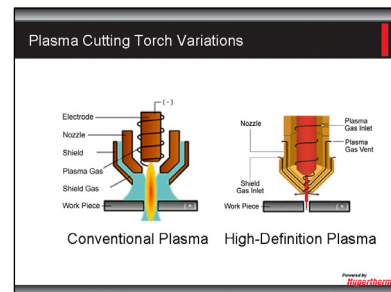 Plasma Cutting Torch Variations
(-)
Electrode
Nozzle
Shield
Plasma Gas
Shield Gas
Work Piece
(+)
Conventional Plasma
Nozzle
Plasma
Gas Inlet
Plasma
Gas Vent
Shield
Gas Inlet
Work Piece
(+)
High-Definition Plasma
Powered by
Hypertherm